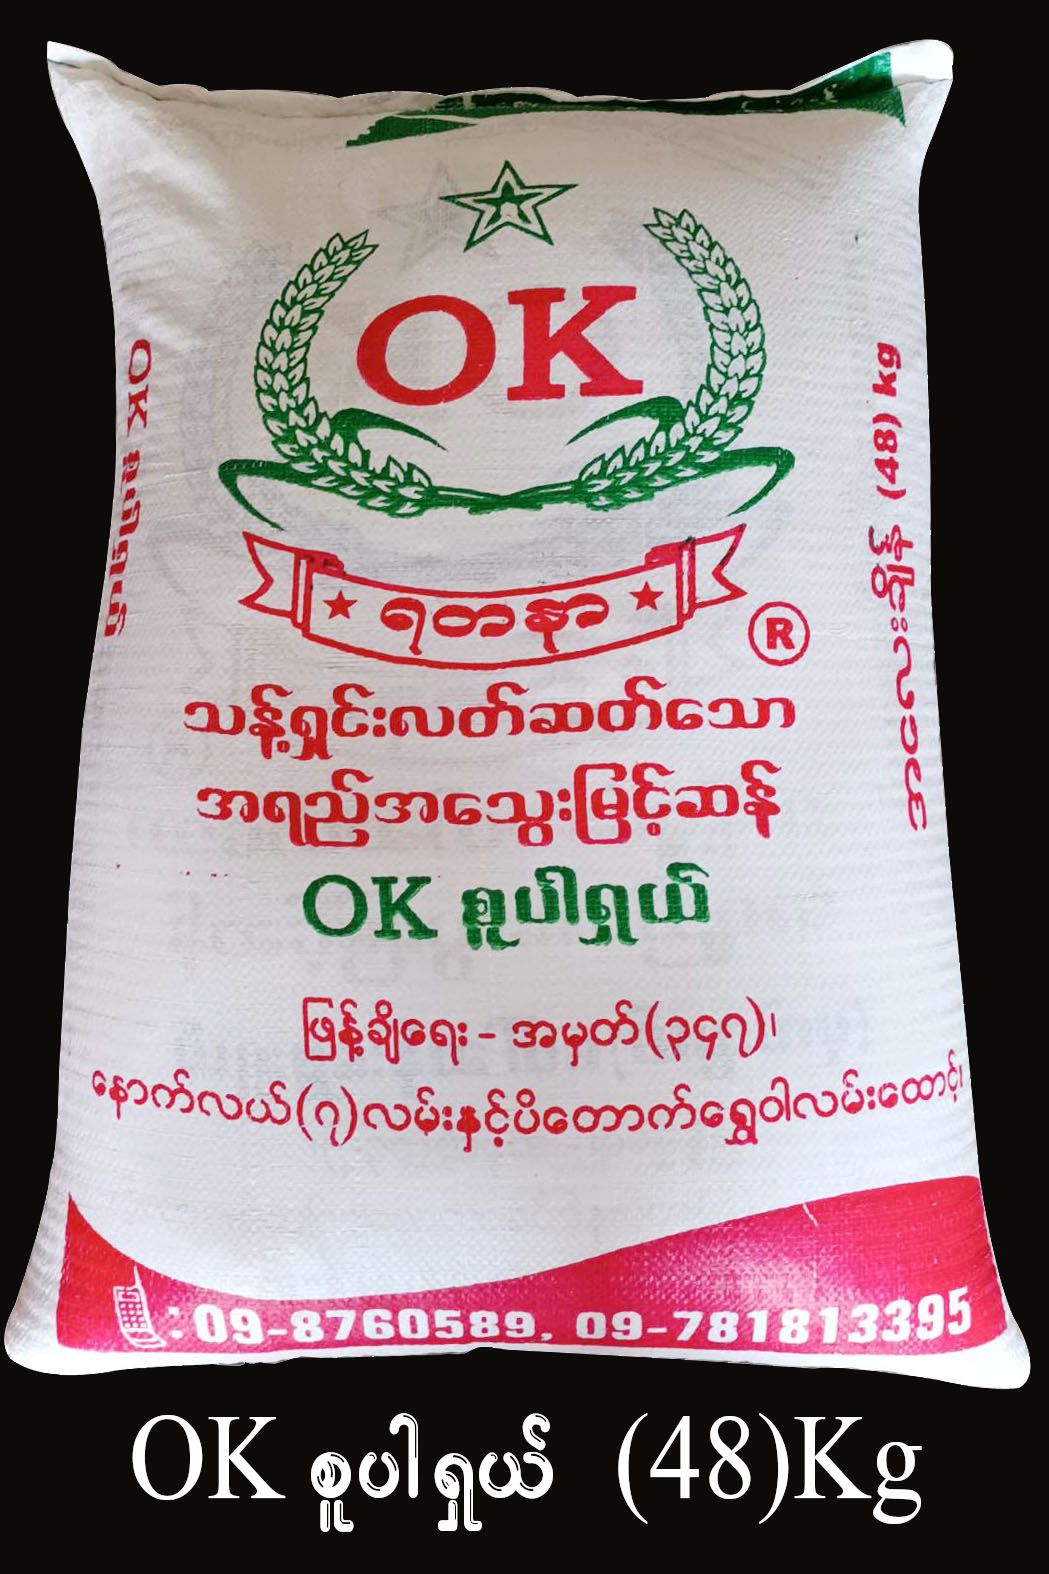 OK
ရတနာ
®
သန့်ရှင်းလတ်ဆတ်သော
အရည်အသွေးမြင့်ဆန်
OK စူပါရှယ်
ဖြန့်ချိရေး - အမှတ်(၃၄၇)၊
နောက်လယ်(၇)လမ်းနှင့်ပိတောက်ရွှေဝါလမ်းထောင့်၊
: 09-8760589, 09-781813395
OK စူပါရှယ်
အလေးချိန် (48) kg
OK စူပါရှယ် (48)Kg